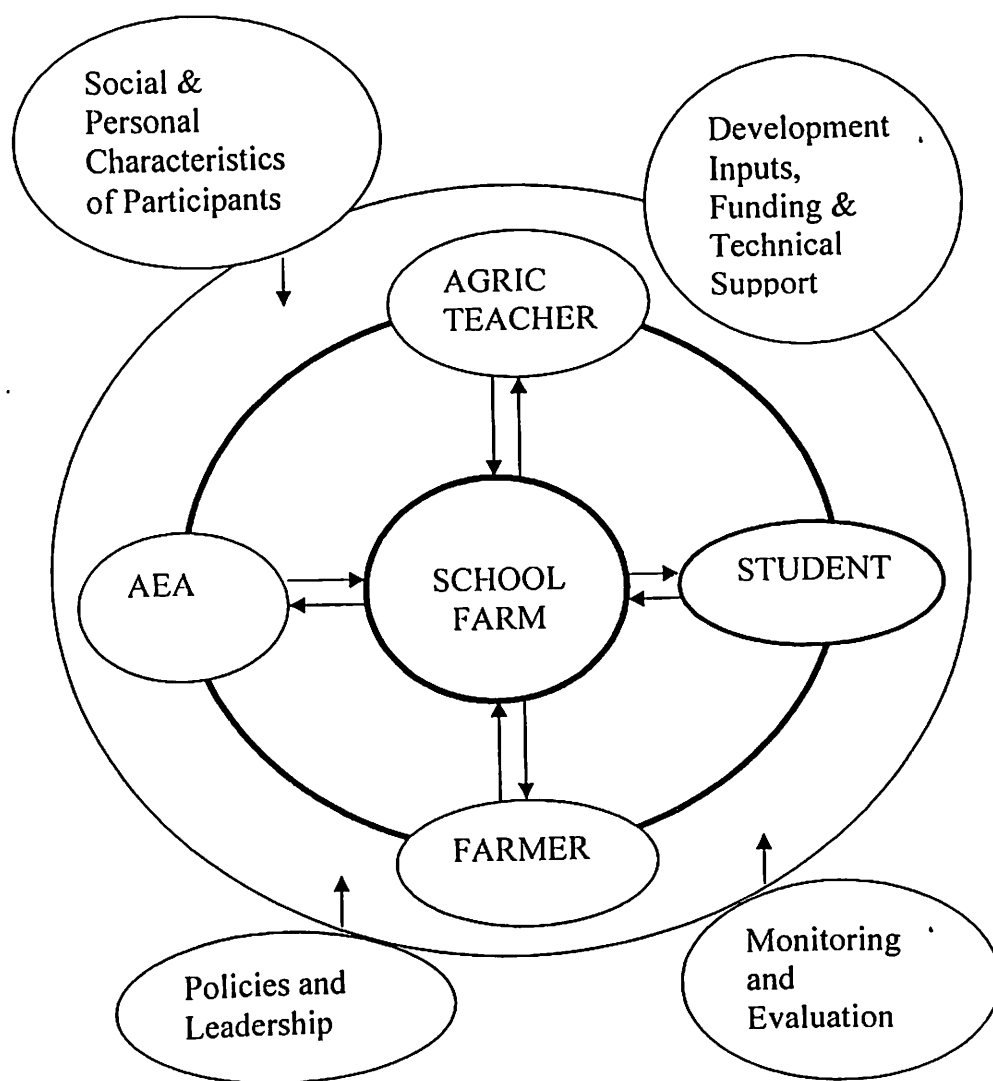 Social &
Personal
Characteristics
of Participants
Development
Inputs,
Funding &
Technical
Support
AGRIC
TEACHER
AEA
SCHOOL
FARM
STUDENT
FARMER
Policies and
Leadership
Monitoring
and
Evaluation